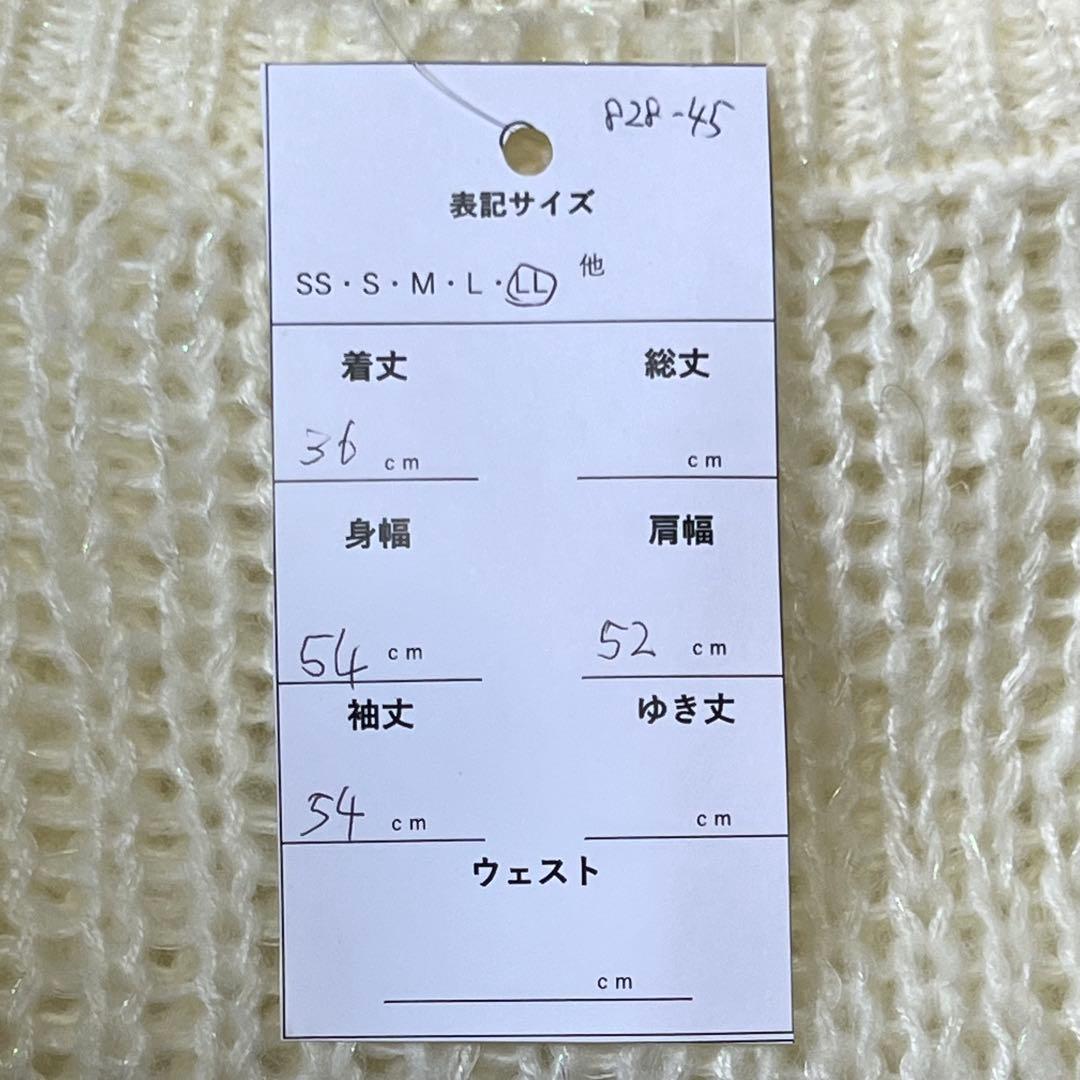 828-45
表記サイズ
SS・S・M・L・LL 他
着丈 総丈
36 cm cm
身幅 肩幅
54 cm 52 cm
袖丈 ゆき丈
54 cm cm
ウェスト
cm